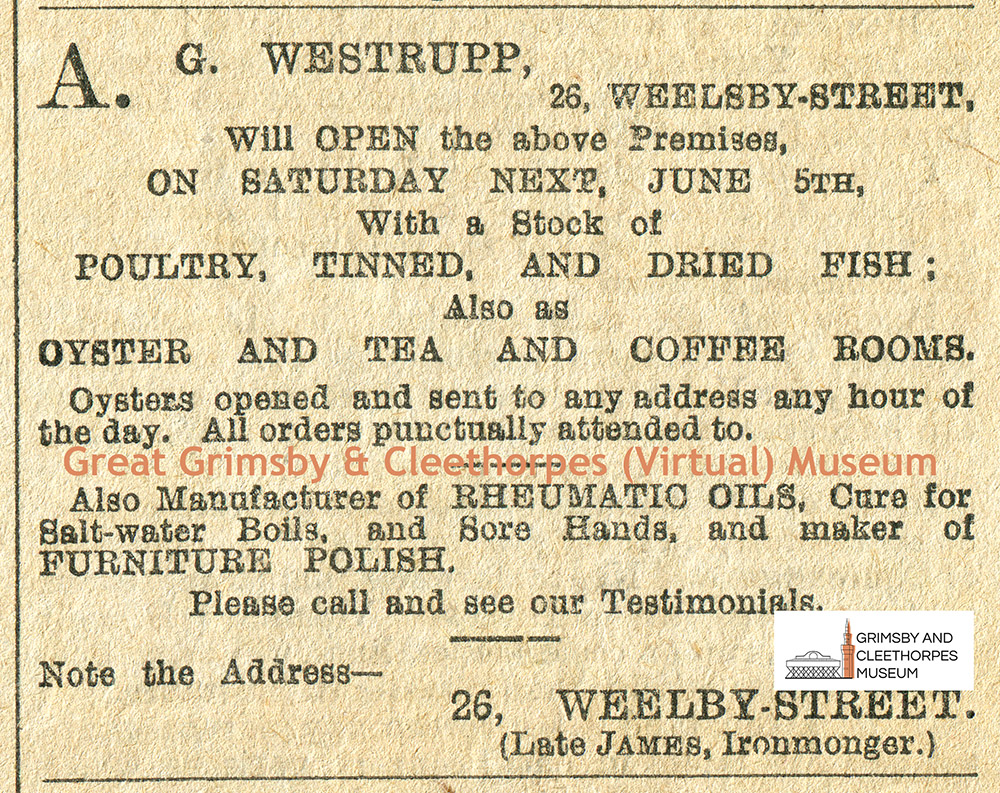 A. G. WESTRUPP,
26, WEELSBY-STREET,
Will OPEN the above Premises,
ON SATURDAY NEXT, JUNE 5TH,
With a Stock of
POULTRY, TINNED, AND DRIED FISH;
Also as
OYSTER AND TEA AND COFFEE ROOMS.
Oysters opened and sent to any address any hour of
the day. All orders punctually attended to.
Great Grimsby & Cleethorpes (Virtual) Museum
Also Manufacturer of RHEUMATIC OILS, Cure for
Salt-water Boils, and Sore Hands, and maker of
FURNITURE POLISH.
Please call and see our Testimonials.
GRIMSBY AND
CLEETHORPES
MUSEUM
Note the Address—
26, WEELBY-STREET.
(Late JAMES, Ironmonger.)